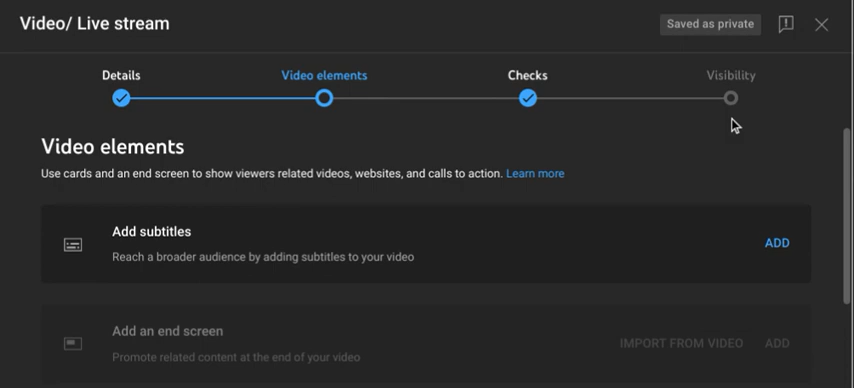 Video/ Live stream
Saved as private
Details
Video elements
Checks
Visibility
Video elements
Use cards and an end screen to show viewers related videos, websites, and calls to action. Learn more
Add subtitles
Reach a broader audience by adding subtitles to your video
ADD
Add an end screen
Promote related content at the end of your video
IMPORT FROM VIDEO
ADD